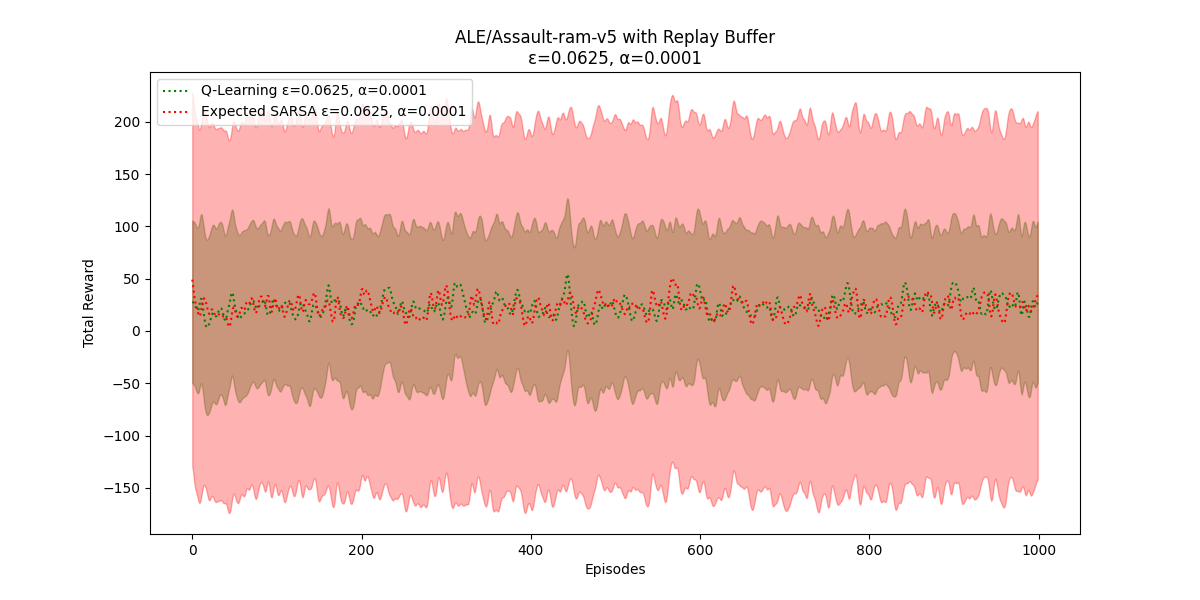 ALE/Assault-ram-v5 with Replay Buffer
ε=0.0625, α=0.0001
Q-Learning ε=0.0625, α=0.0001
Expected SARSA ε=0.0625, α=0.0001
200
150
100
50
0
−50
−100
−150
Total Reward
0 200 400 600 800 1000
Episodes